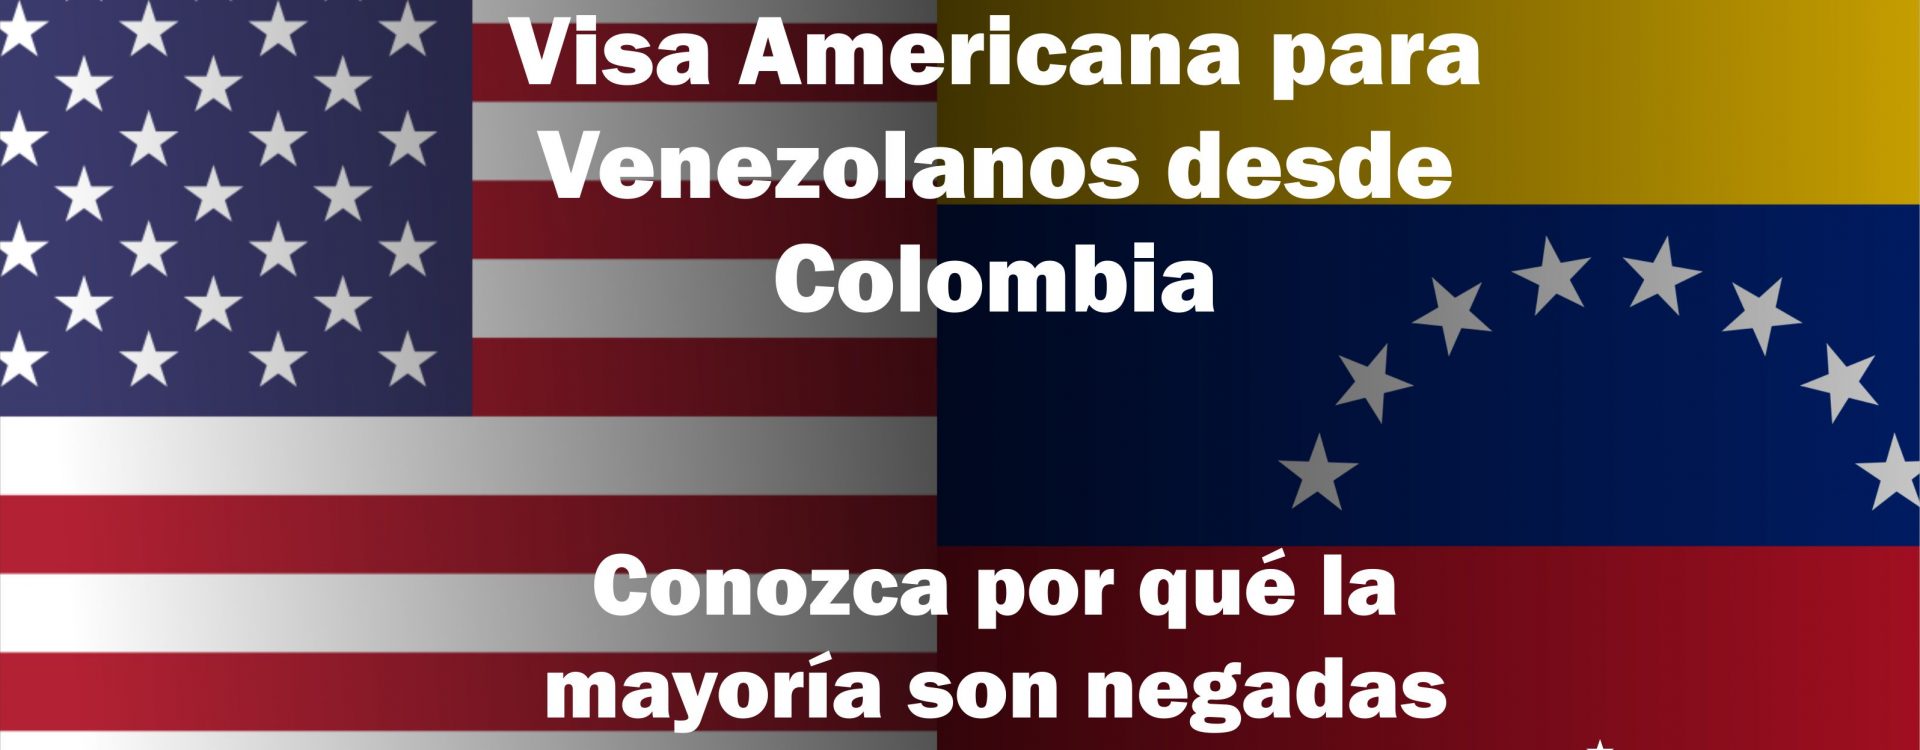 Visa Americana para
Venezolanos desde
Colombia
Conozca por qué la
mayoría son negadas